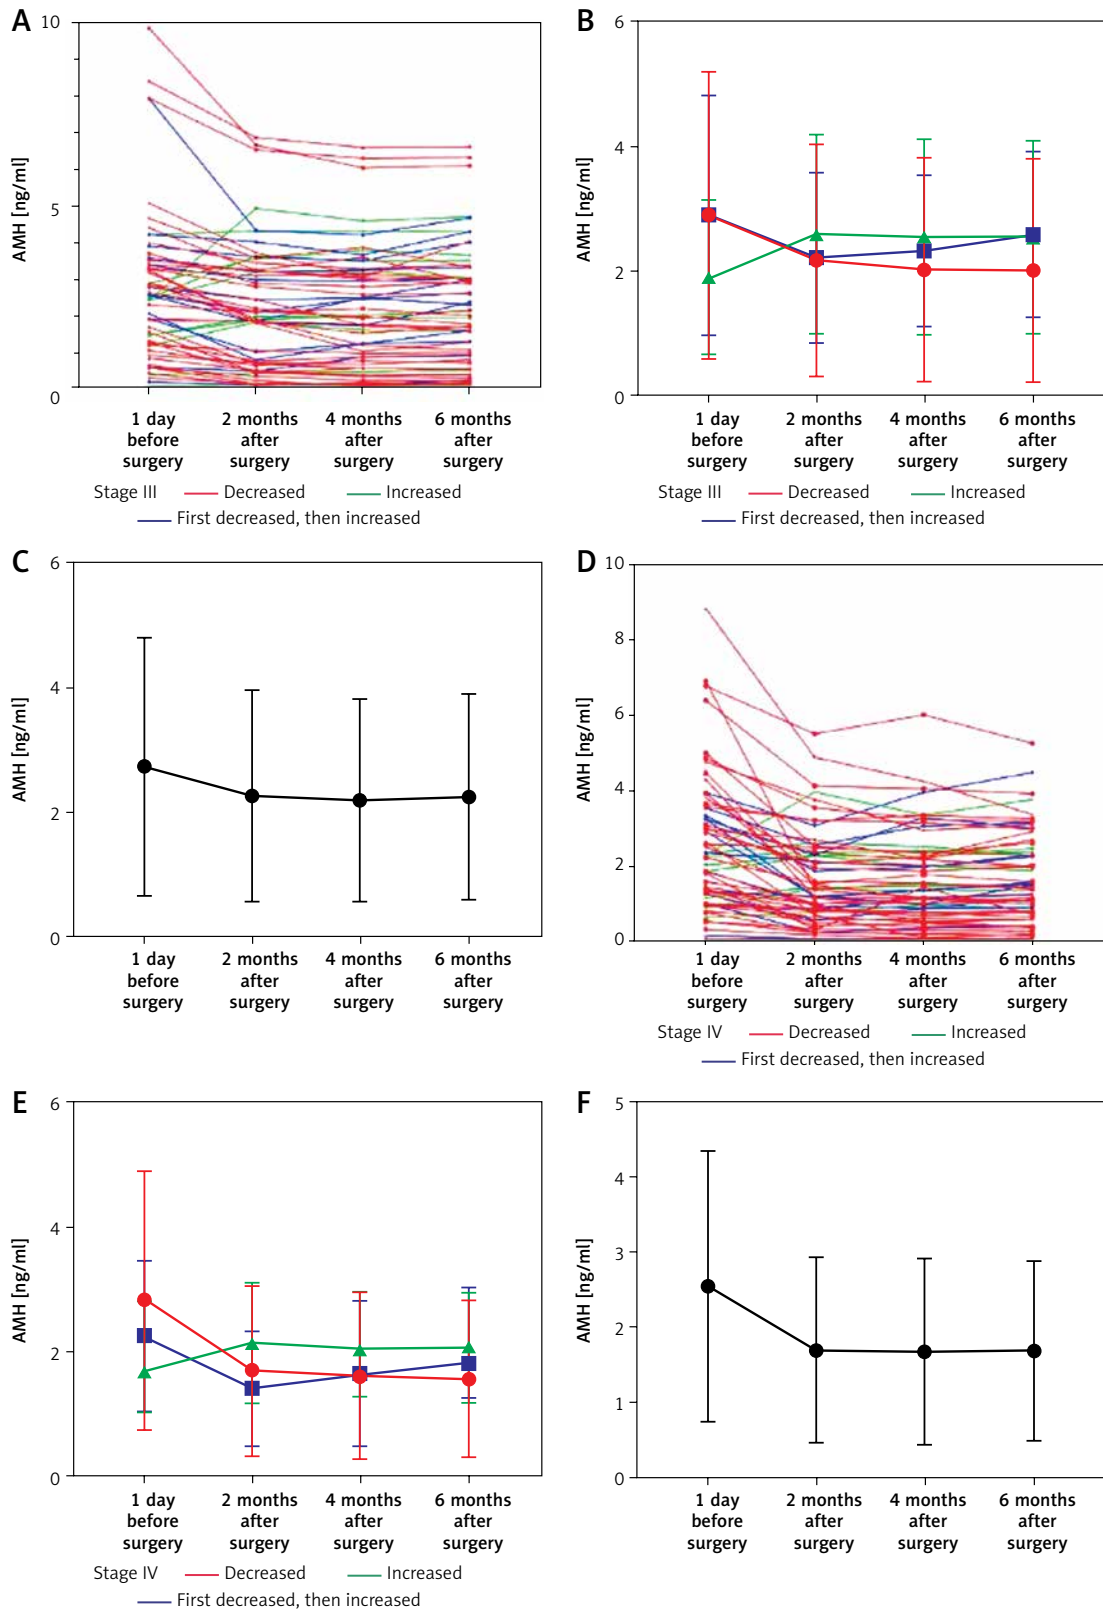 A
10
5
0
AMH [ng/ml]
1 day before surgery
2 months after surgery
4 months after surgery
6 months after surgery
Stage III Decreased Increased
First decreased, then increased
B
6
4
2
0
AMH [ng/ml]
1 day before surgery
2 months after surgery
4 months after surgery
6 months after surgery
Stage III Decreased Increased
First decreased, then increased
C
6
4
2
0
AMH [ng/ml]
1 day before surgery
2 months after surgery
4 months after surgery
6 months after surgery
D
10
8
6
4
2
0
AMH [ng/ml]
1 day before surgery
2 months after surgery
4 months after surgery
6 months after surgery
Stage IV Decreased Increased
First decreased, then increased
E
6
4
2
0
AMH [ng/ml]
1 day before surgery
2 months after surgery
4 months after surgery
6 months after surgery
Stage IV Decreased Increased
First decreased, then increased
F
5
4
3
2
1
0
AMH [ng/ml]
1 day before surgery
2 months after surgery
4 months after surgery
6 months after surgery